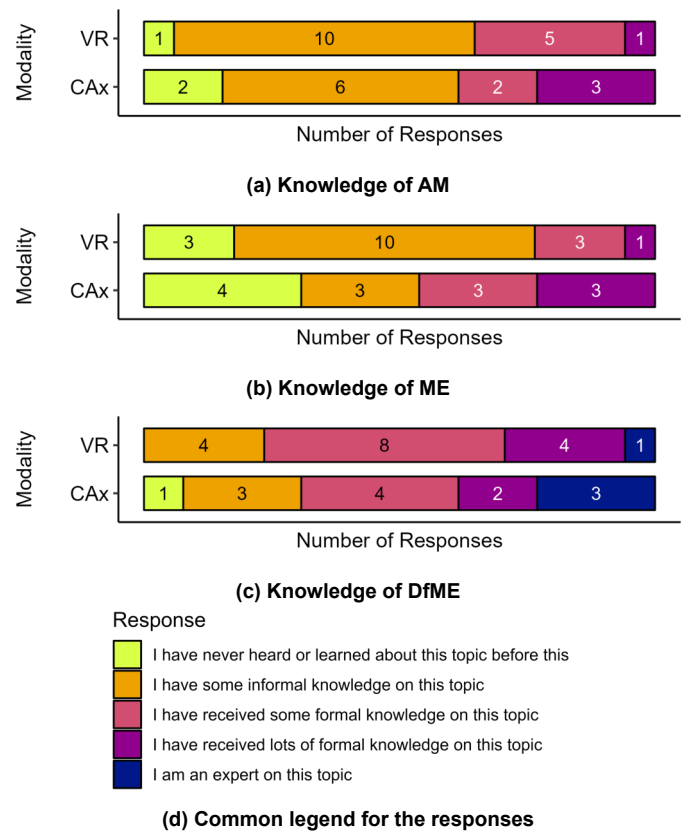 Modality
VR
1 10 5 1
CAx
2 6 2 3
Number of Responses
(a) Knowledge of AM
Modality
VR
3 10 3 1
CAx
4 3 3 3
Number of Responses
(b) Knowledge of ME
Modality
VR
4 8 4 1
CAx
1 3 4 2 3
Number of Responses
(c) Knowledge of DfME
Response
I have never heard or learned about this topic before this
I have some informal knowledge on this topic
I have received some formal knowledge on this topic
I have received lots of formal knowledge on this topic
I am an expert on this topic
(d) Common legend for the responses